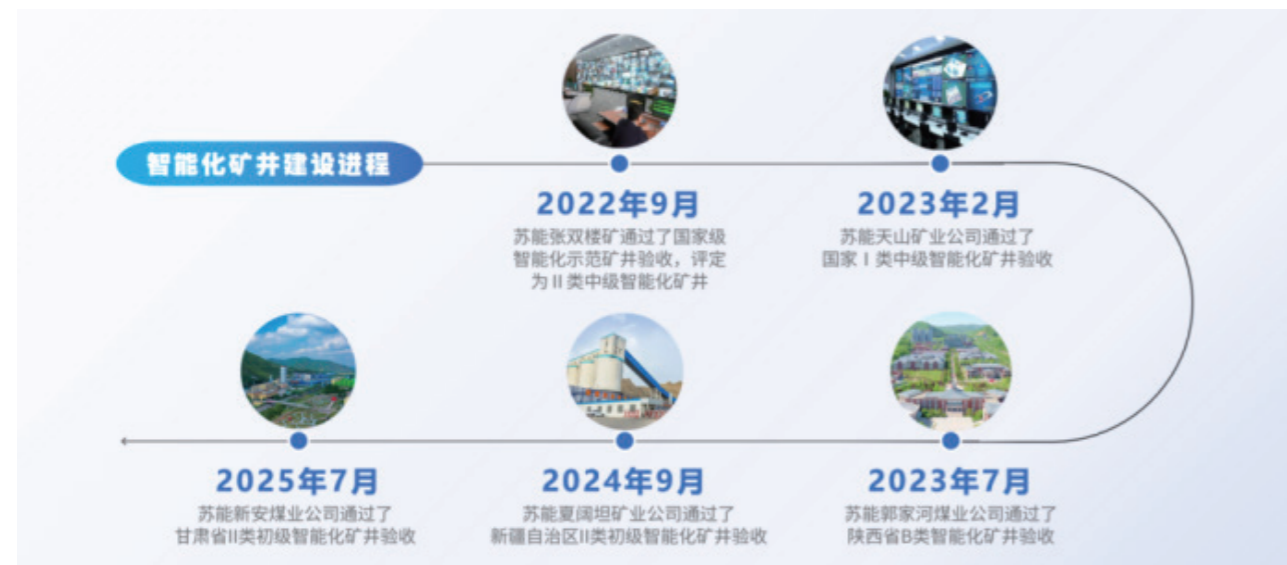 智能化矿井建设进程
2022年9月
苏能张双楼矿通过了国家级
智能化示范矿井验收，评定
为Ⅱ类中级智能化矿井
2023年2月
苏能天山矿业公司通过了
国家Ⅰ类中级智能化矿井验收
2023年7月
苏能郭家河煤业公司通过了
陕西省B类智能化矿井验收
2024年9月
苏能夏阔坦矿业公司通过了
新疆自治区II类初级智能化矿井验收
2025年7月
苏能新安煤业公司通过了
甘肃省II类初级智能化矿井验收